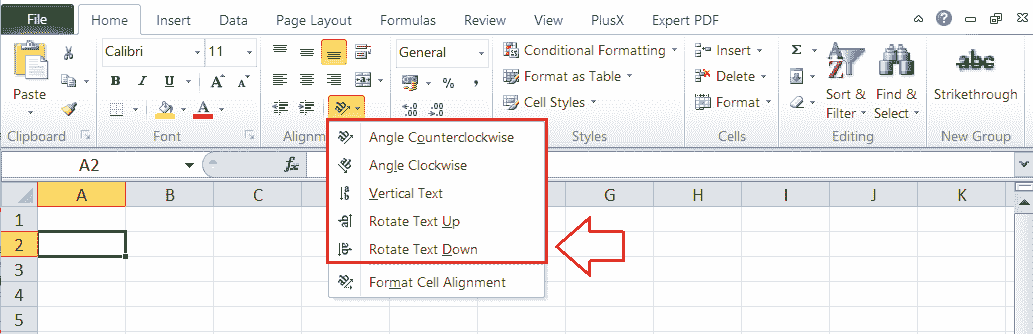 File Home Insert Data Page Layout Formulas Review View PlusX Expert PDF
Paste
Calibri 11
B I U A A
A
General
% ,
.00 .0
Conditional Formatting
Format as Table
Cell Styles
Insert
Delete
Format
Σ
A
Z
Sort & Filter
Find & Select
abc
Strikethrough
Clipboard Font Alignm Styles Cells Editing New Group
Angle Counterclockwise
Angle Clockwise
Vertical Text
Rotate Text Up
Rotate Text Down
Format Cell Alignment
A2 fx
A B C G H I J K
1
2
3
4
5